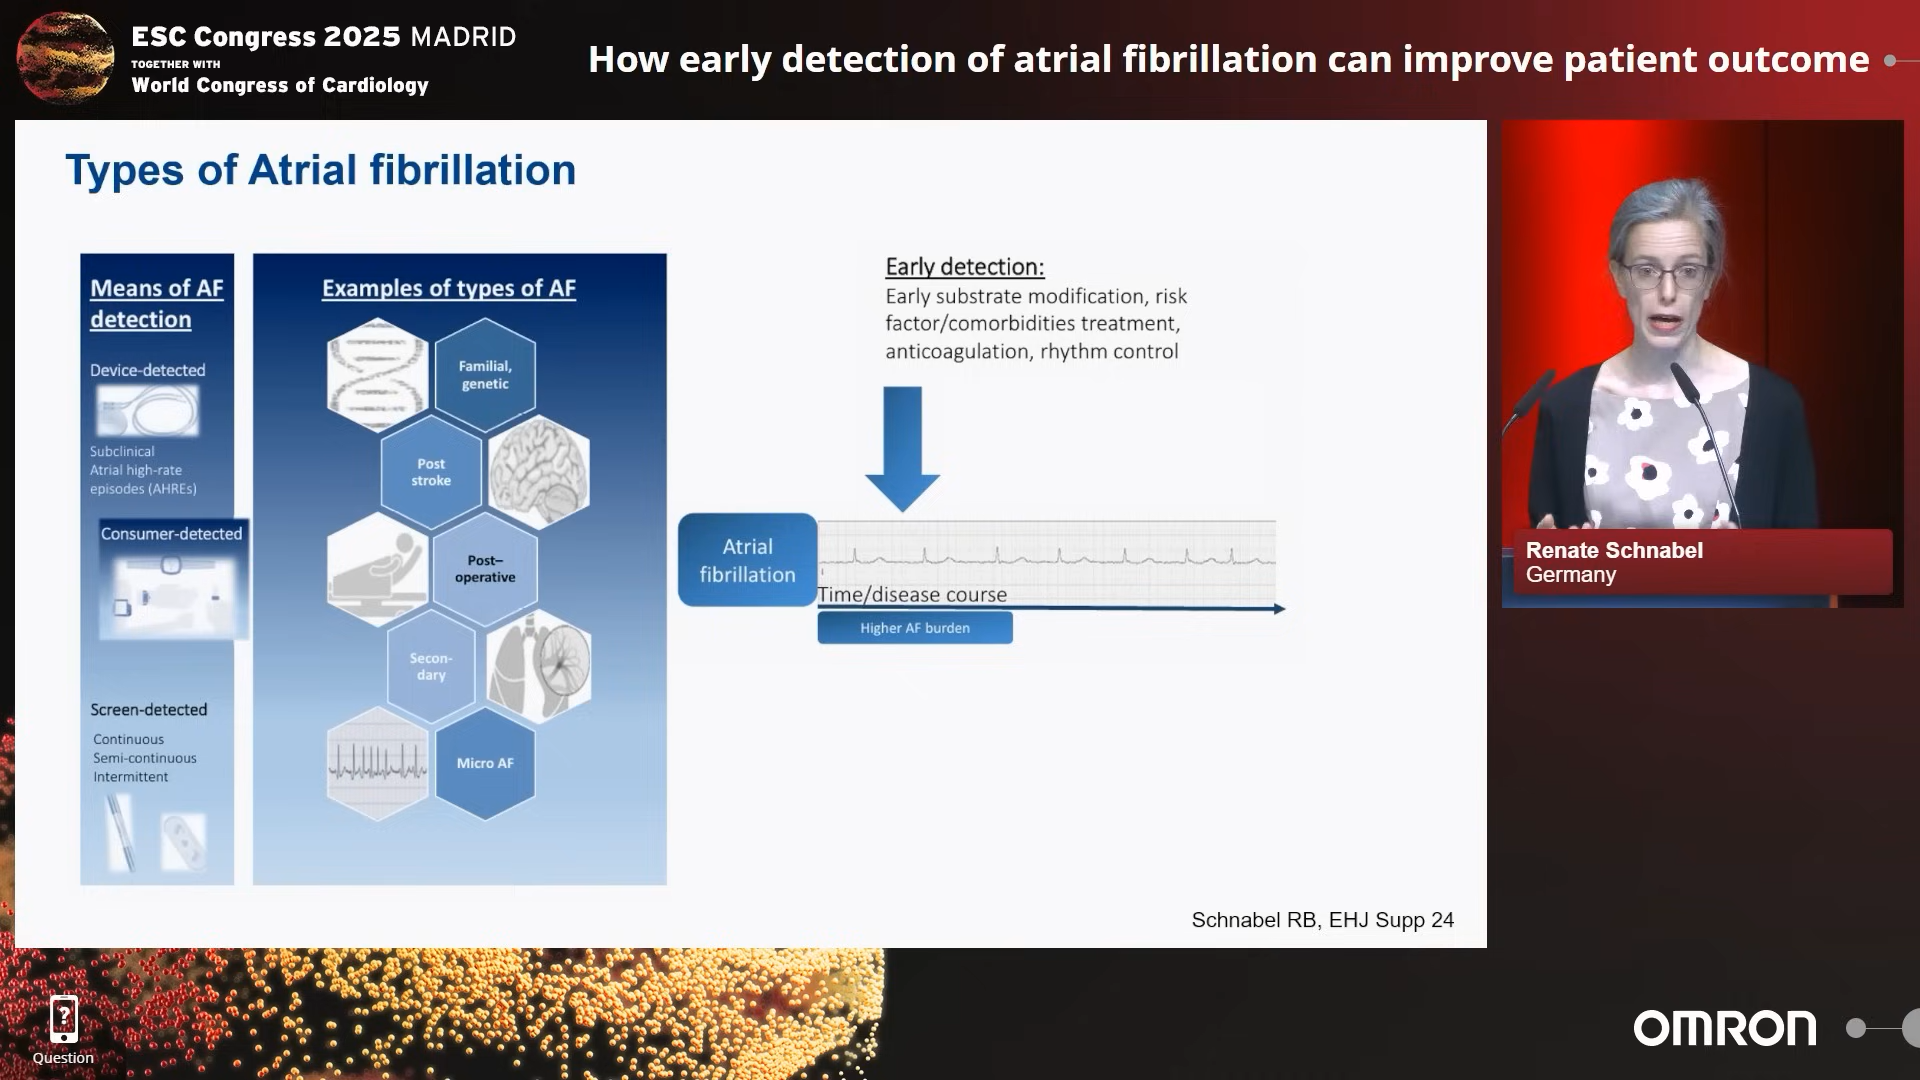 ESC Congress 2025 MADRID
TOGETHER WITH
World Congress of Cardiology
How early detection of atrial fibrillation can improve patient outcome
Types of Atrial fibrillation
Means of AF
detection
Device-detected
Subclinical
Atrial high-rate
episodes (AHREs)
Consumer-detected
Screen-detected
Continuous
Semi-continuous
Intermittent
Examples of types of AF
Familial,
genetic
Post
stroke
Post–
operative
Secon-
dary
Micro AF
Early detection:
Early substrate modification, risk
factor/comorbidities treatment,
anticoagulation, rhythm control
Atrial
fibrillation
Time/disease course
Higher AF burden
Schnabel RB, EHJ Supp 24
Renate Schnabel
Germany
?
Question
OMRON